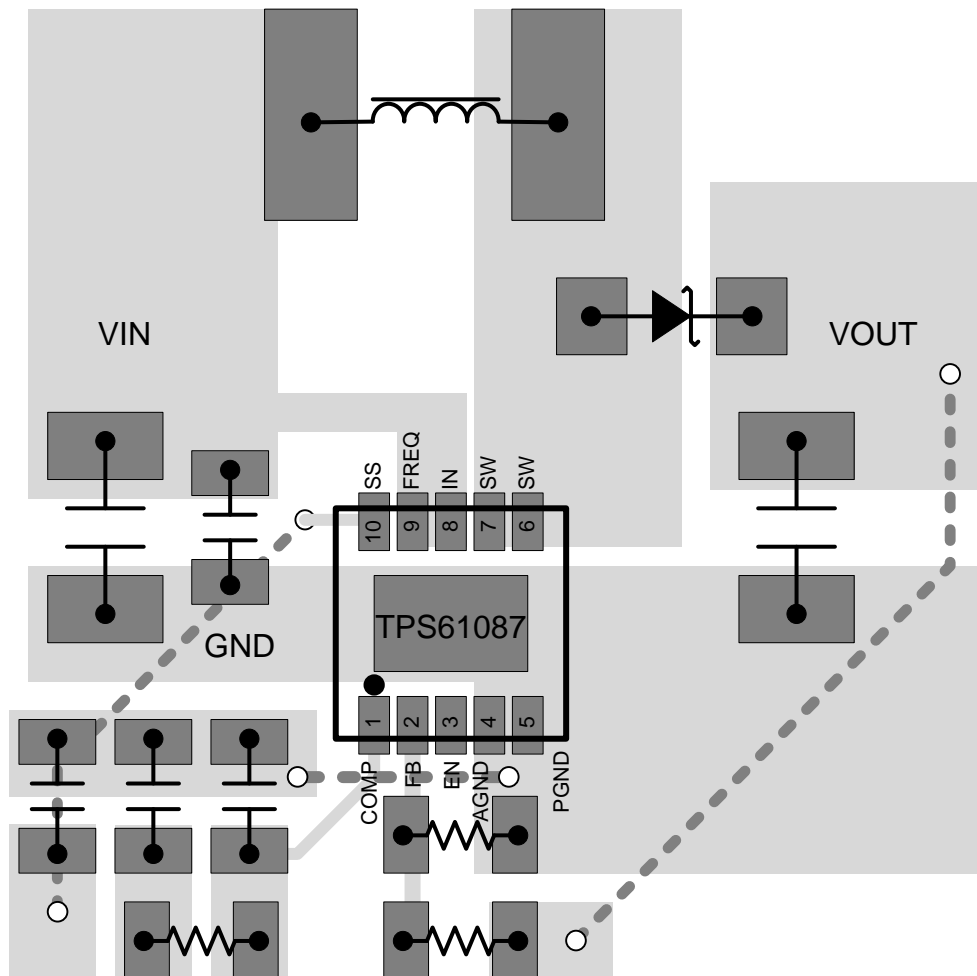 VIN
VOUT
SS
FREQ
IN
SW
SW
10
9
8
7
6
TPS61087
GND
1
2
3
4
5
COMP
FB
EN
AGND
PGND